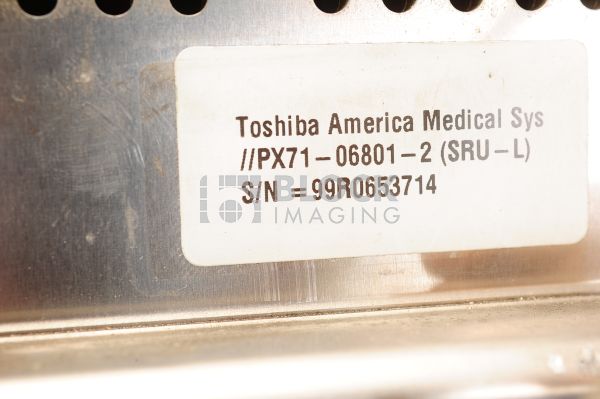 Toshiba America Medical Sys
//PX71-06801-2 (SRU-L)
S/N = 99R0653714
BLOCK
IMAGING